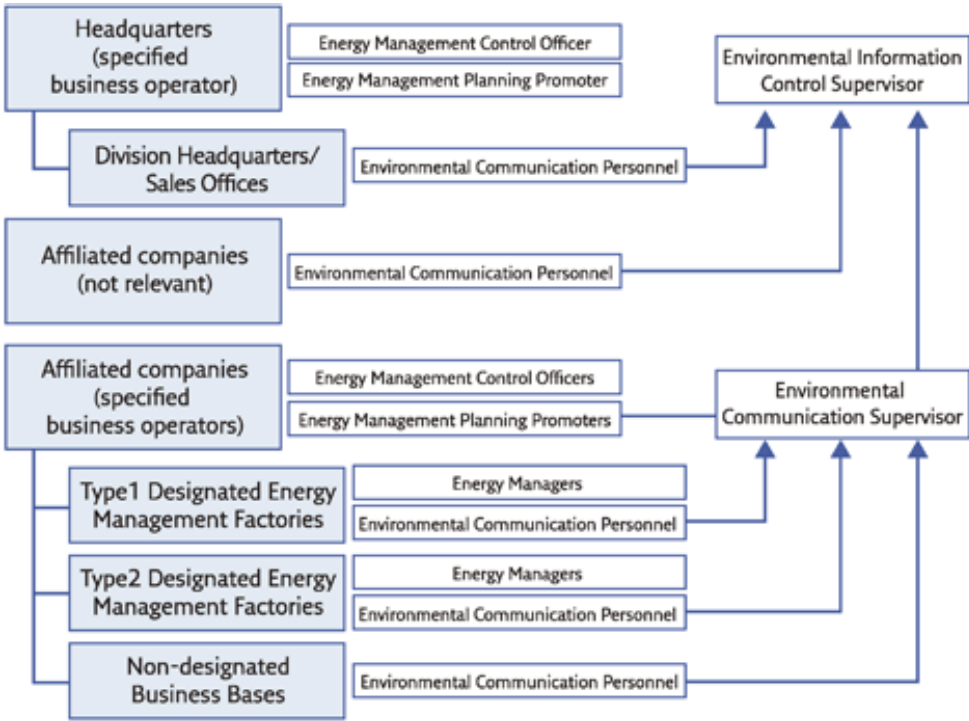 Headquarters
(specified
business operator)
Energy Management Control Officer
Energy Management Planning Promoter
Environmental Information
Control Supervisor
Division Headquarters/
Sales Offices
Environmental Communication Personnel
Affiliated companies
(not relevant)
Environmental Communication Personnel
Affiliated companies
(specified
business operators)
Energy Management Control Officers
Energy Management Planning Promoters
Environmental
Communication Supervisor
Type1 Designated Energy
Management Factories
Energy Managers
Environmental Communication Personnel
Type2 Designated Energy
Management Factories
Energy Managers
Environmental Communication Personnel
Non-designated
Business Bases
Environmental Communication Personnel